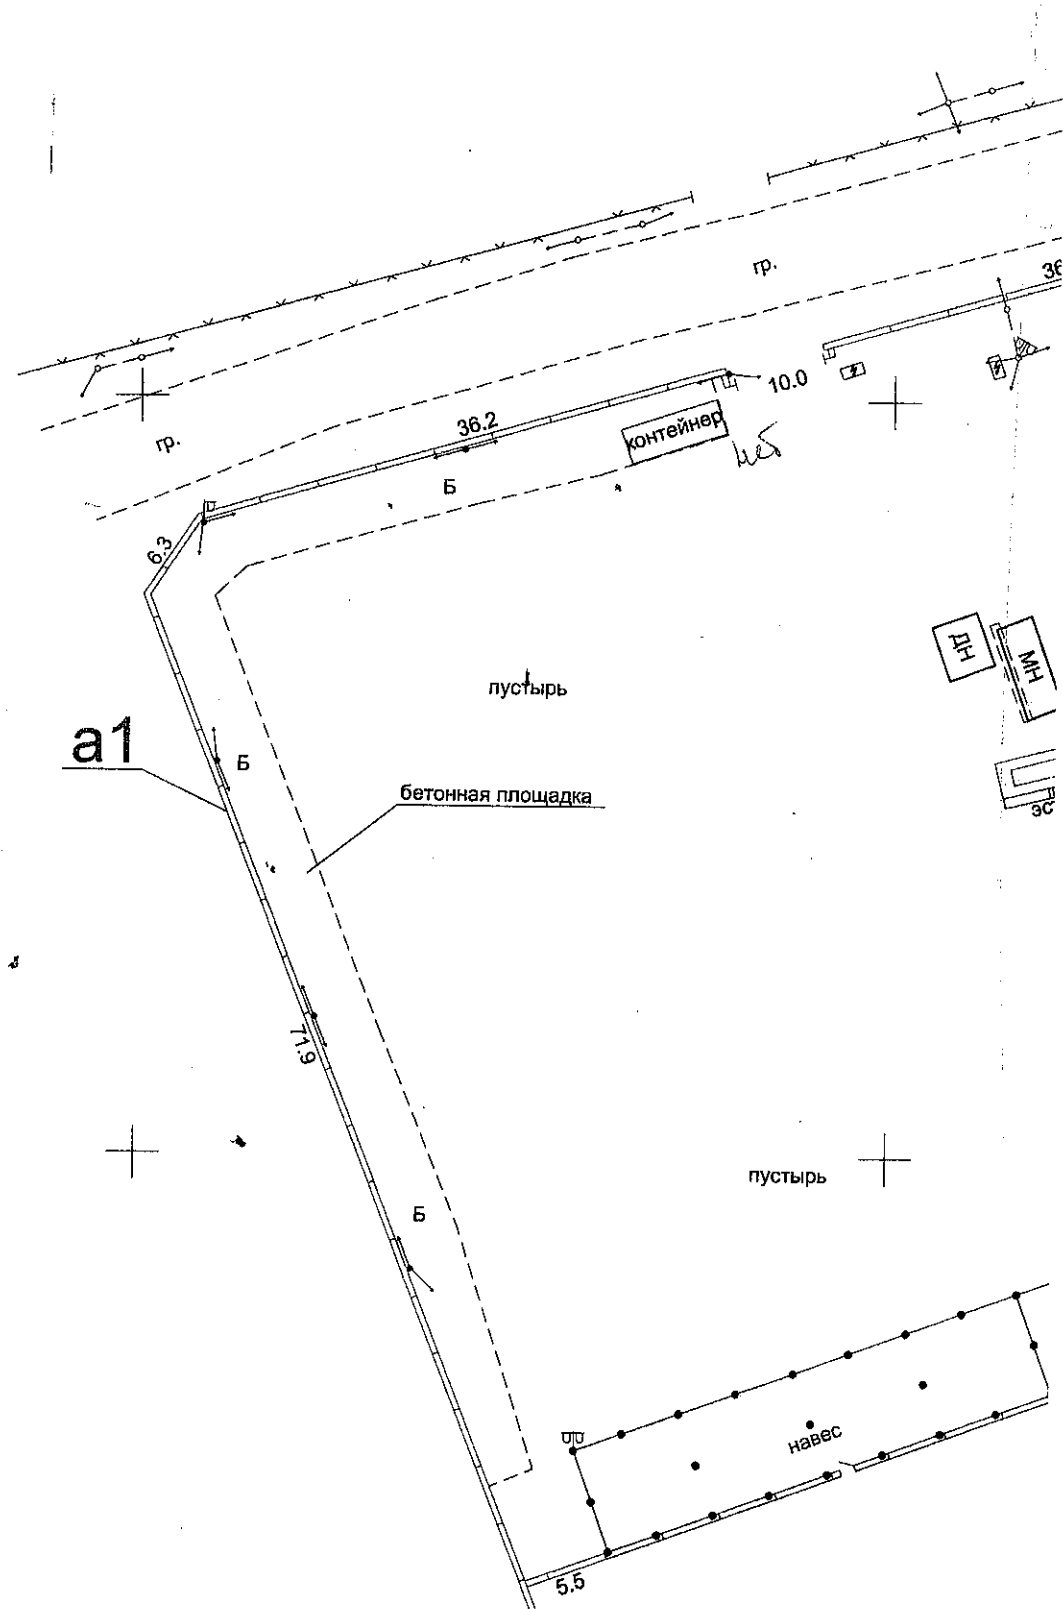 гр.
36
10.0
36.2
контейнер
нет
гр.
Б
6.3
ДН
МН
пустырь
а1
Б
бетонная площадка
эс
71.9
пустырь
Б
навес
5.5